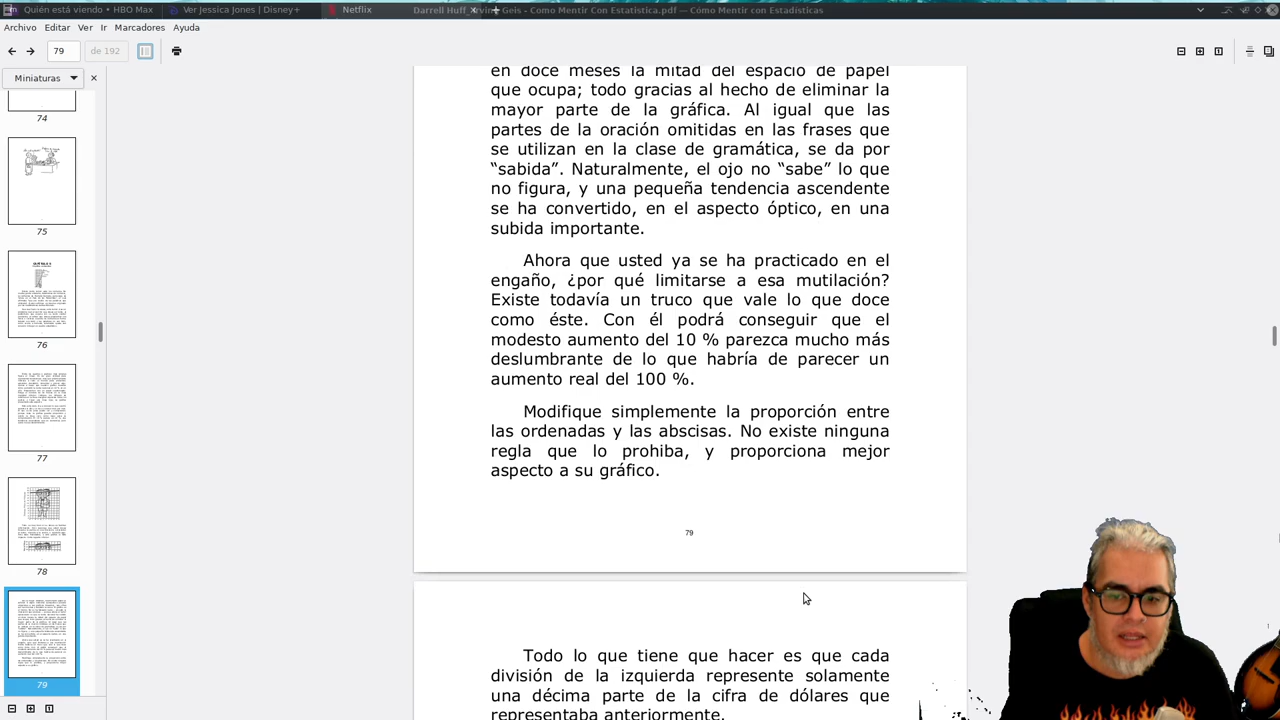 Quién está viendo • HBO Max
Ver Jessica Jones | Disney+
Netflix
Darrell Huff Irving Geis - Como Mentir Con Estatistica.pdf — Cómo Mentir con Estadísticas
Archivo Editar Ver Ir Marcadores Ayuda
79 de 192
Miniaturas
74
75
76
77
78
79
en doce meses la mitad del espacio de papel
que ocupa; todo gracias al hecho de eliminar la
mayor parte de la gráfica. Al igual que las
partes de la oración omitidas en las frases que
se utilizan en la clase de gramática, se da por
“sabida”. Naturalmente, el ojo no “sabe” lo que
no figura, y una pequeña tendencia ascendente
se ha convertido, en el aspecto óptico, en una
subida importante.
Ahora que usted ya se ha practicado en el
engaño, ¿por qué limitarse a esa mutilación?
Existe todavía un truco que vale lo que doce
como éste. Con él podrá conseguir que el
modesto aumento del 10 % parezca mucho más
deslumbrante de lo que habría de parecer un
aumento real del 100 %.
Modifique simplemente la proporción entre
las ordenadas y las abscisas. No existe ninguna
regla que lo prohiba, y proporciona mejor
aspecto a su gráfico.
79
Todo lo que tiene que hacer es que cada
división de la izquierda represente solamente
una décima parte de la cifra de dólares que
representaba anteriormente.